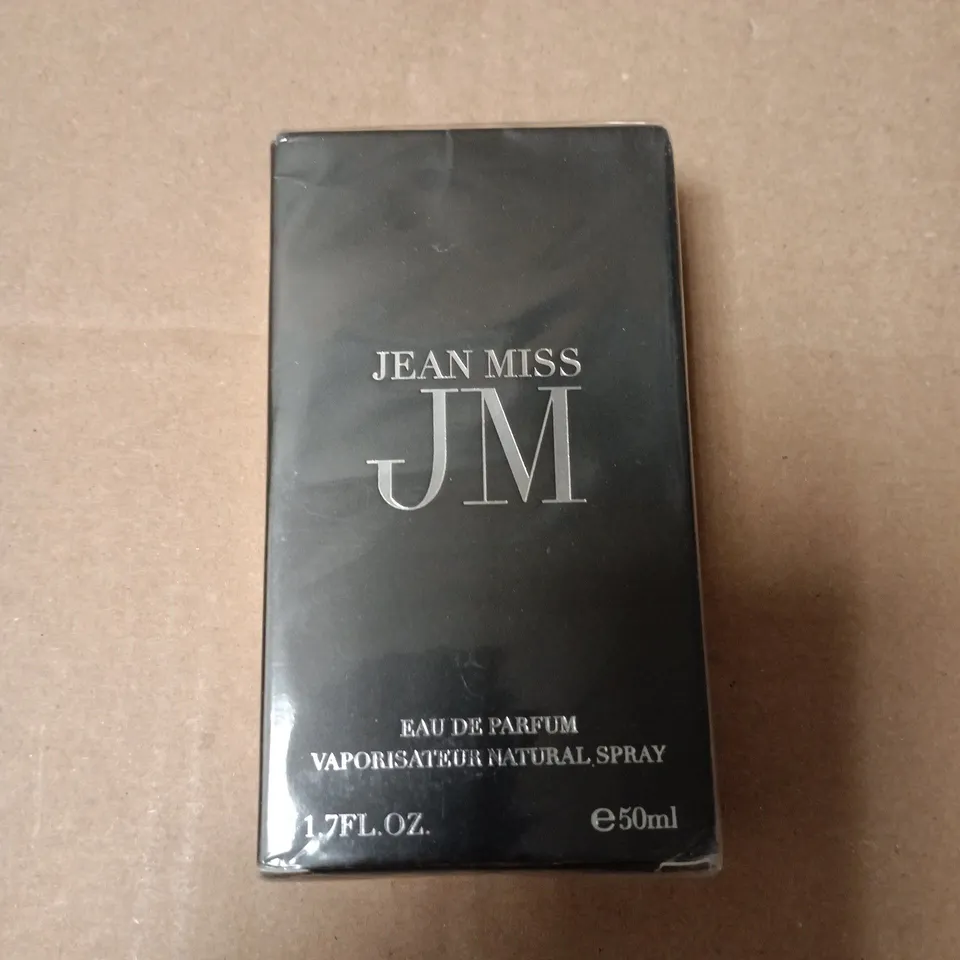 JEAN MISS
JM
EAU DE PARFUM
VAPORISATEUR NATURAL SPRAY
1.7FL.OZ. ℮50ml